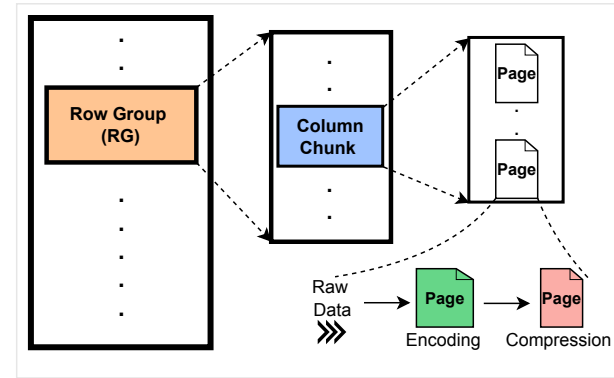 Row Group
(RG)
Column
Chunk
Page
Page
Raw
Data
Page
Encoding
Page
Compression